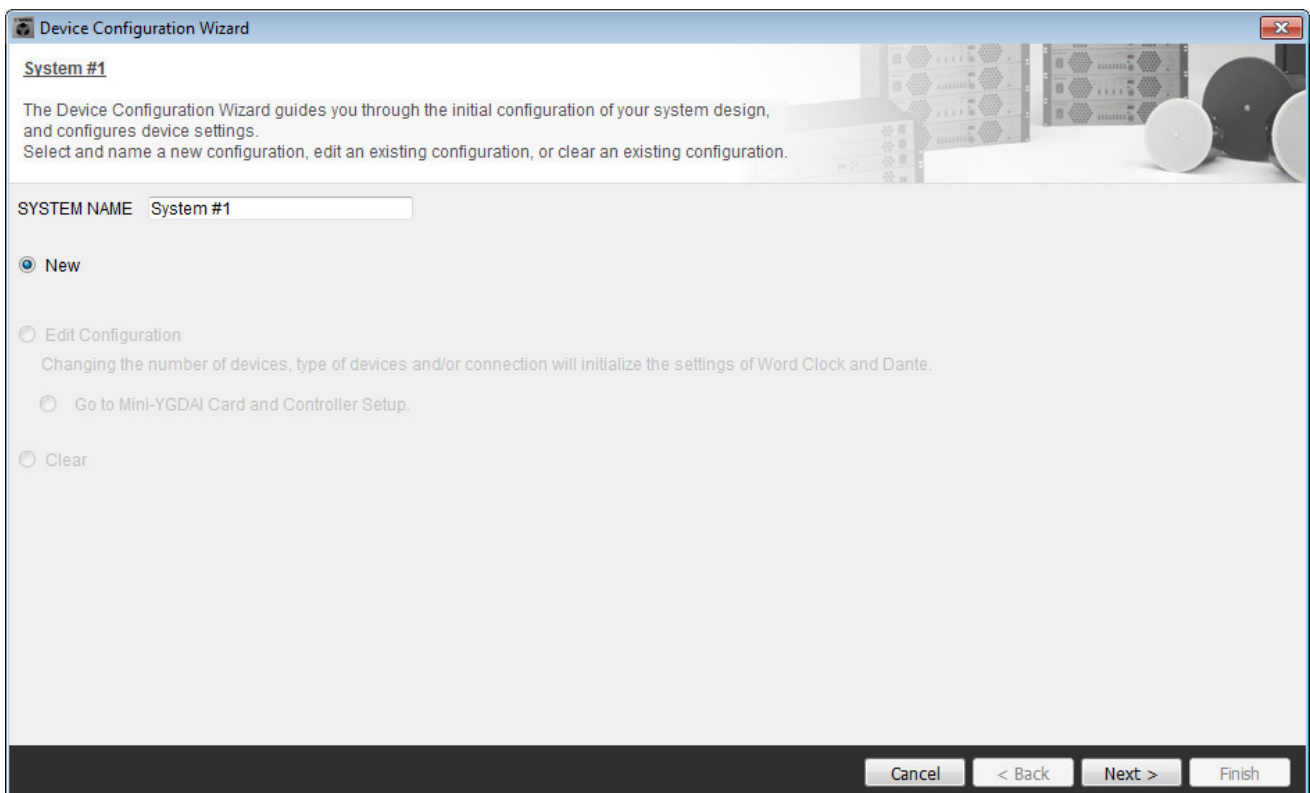 Device Configuration Wizard
System #1
The Device Configuration Wizard guides you through the initial configuration of your system design,
and configures device settings.
Select and name a new configuration, edit an existing configuration, or clear an existing configuration.
SYSTEM NAME System #1
New
Edit Configuration
Changing the number of devices, type of devices and/or connection will initialize the settings of Word Clock and Dante.
Go to Mini-YGDAI Card and Controller Setup.
Clear
Cancel < Back Next > Finish